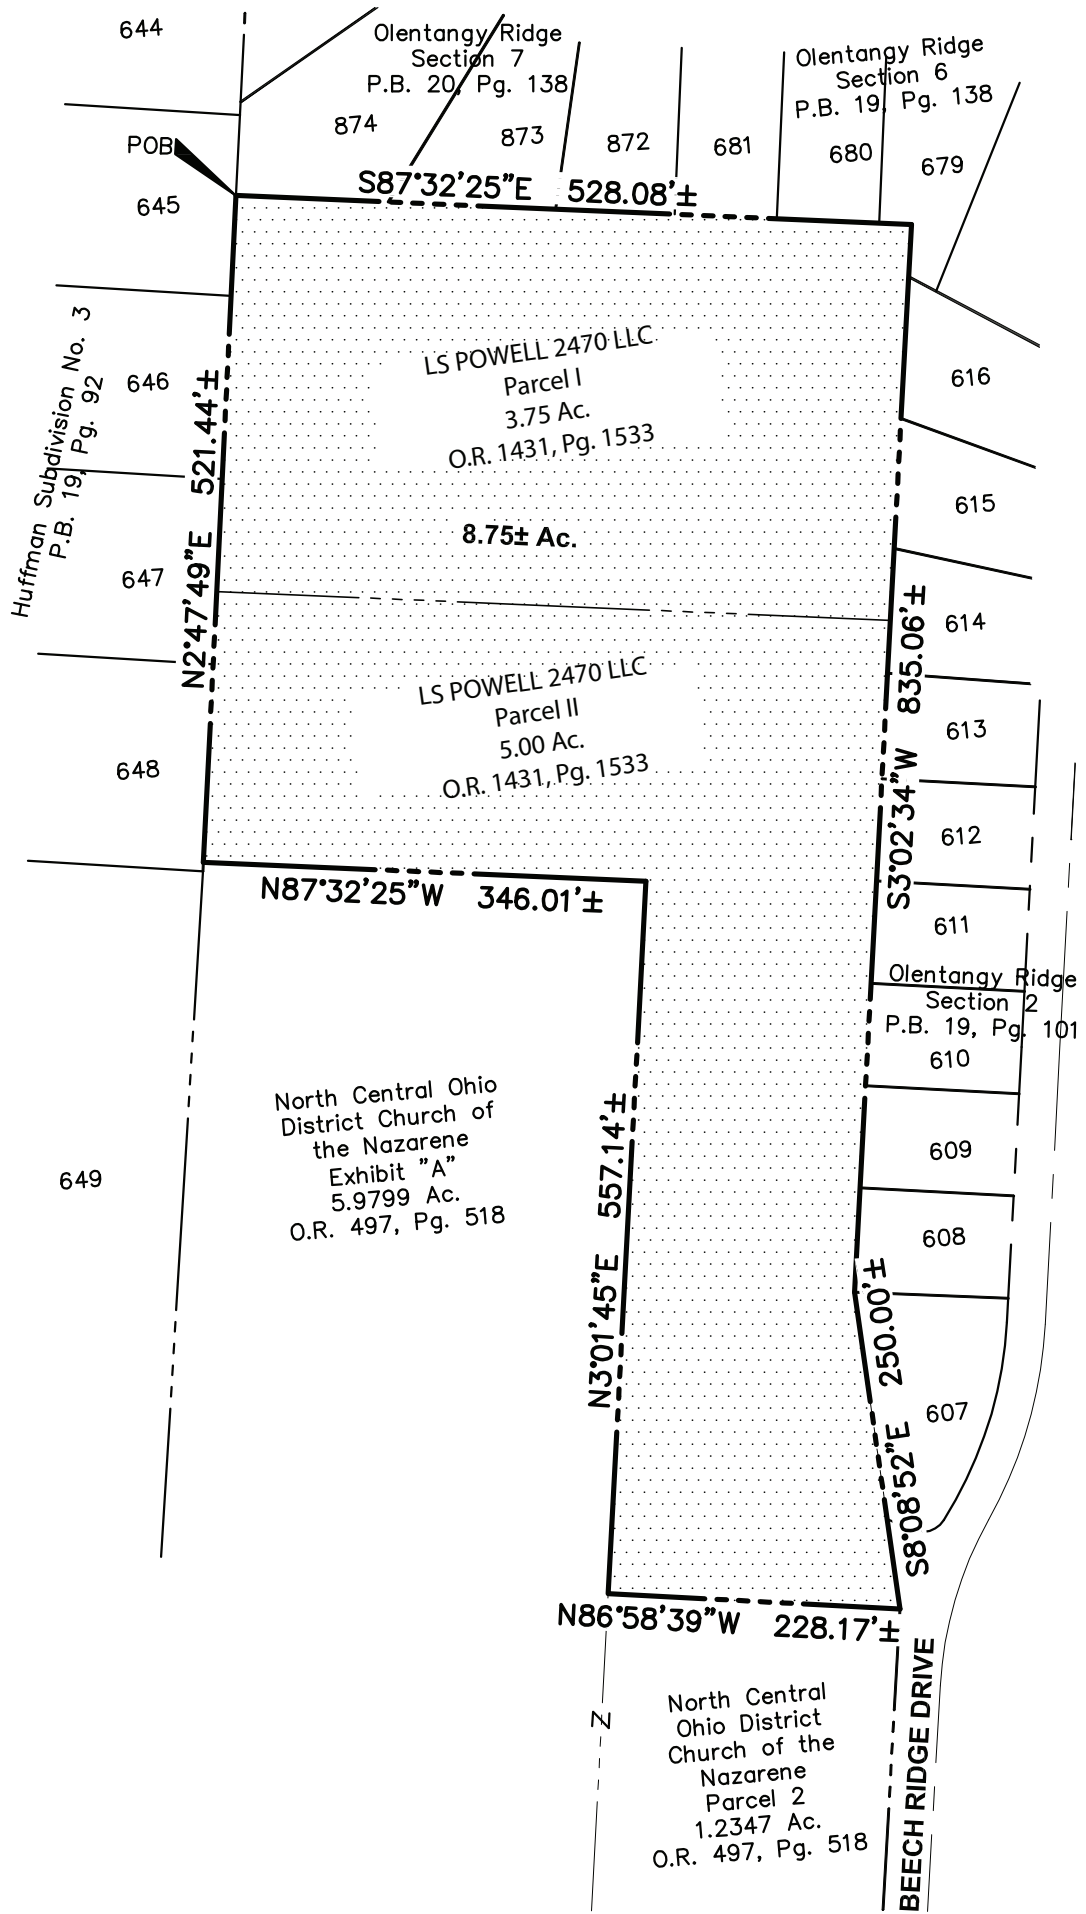 644
Olentangy Ridge
Section 7
P.B. 20, Pg. 138
Olentangy Ridge
Section 6
P.B. 19, Pg. 138
874
873
872
681
680
679
POB
645
S87°32'25"E 528.08'±
Huffman Subdivision No. 3
P.B. 19, Pg. 92
646
N2°47'49"E 521.44'±
LS POWELL 2470 LLC
Parcel I
3.75 Ac.
O.R. 1431, Pg. 1533
616
615
8.75± Ac.
647
614
S3°02'34"W 835.06'±
LS POWELL 2470 LLC
Parcel II
5.00 Ac.
O.R. 1431, Pg. 1533
613
648
612
N87°32'25"W 346.01'±
611
Olentangy Ridge
Section 2
P.B. 19, Pg. 101
610
North Central Ohio
District Church of
the Nazarene
Exhibit "A"
5.9799 Ac.
O.R. 497, Pg. 518
N3°01'45"E 557.14'±
609
649
608
S8°08'52"E 250.00'±
607
N86°58'39"W 228.17'±
Z
North Central
Ohio District
Church of the
Nazarene
Parcel 2
1.2347 Ac.
O.R. 497, Pg. 518
BEECH RIDGE DRIVE